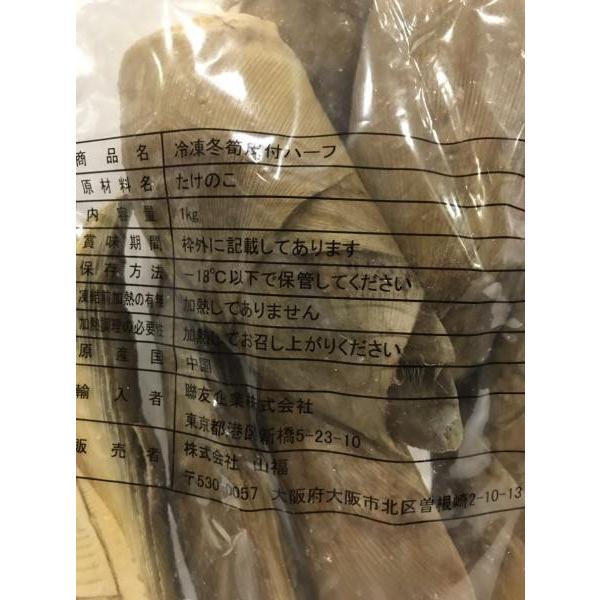 商品名 冷凍冬筍皮付ハーフ
原材料名 たけのこ
内容量 1kg
賞味期間 枠外に記載してあります
保存方法 -18℃以下で保管してください
凍結前加熱の有無 加熱してありません
加熱調理の必要性 加熱してお召し上がりください
原産国 中国
輸入者 聯友企業株式会社
東京都港区新橋5-23-10
販売者 株式会社 山福
〒530-0057 大阪府大阪市北区曽根崎2-10-13